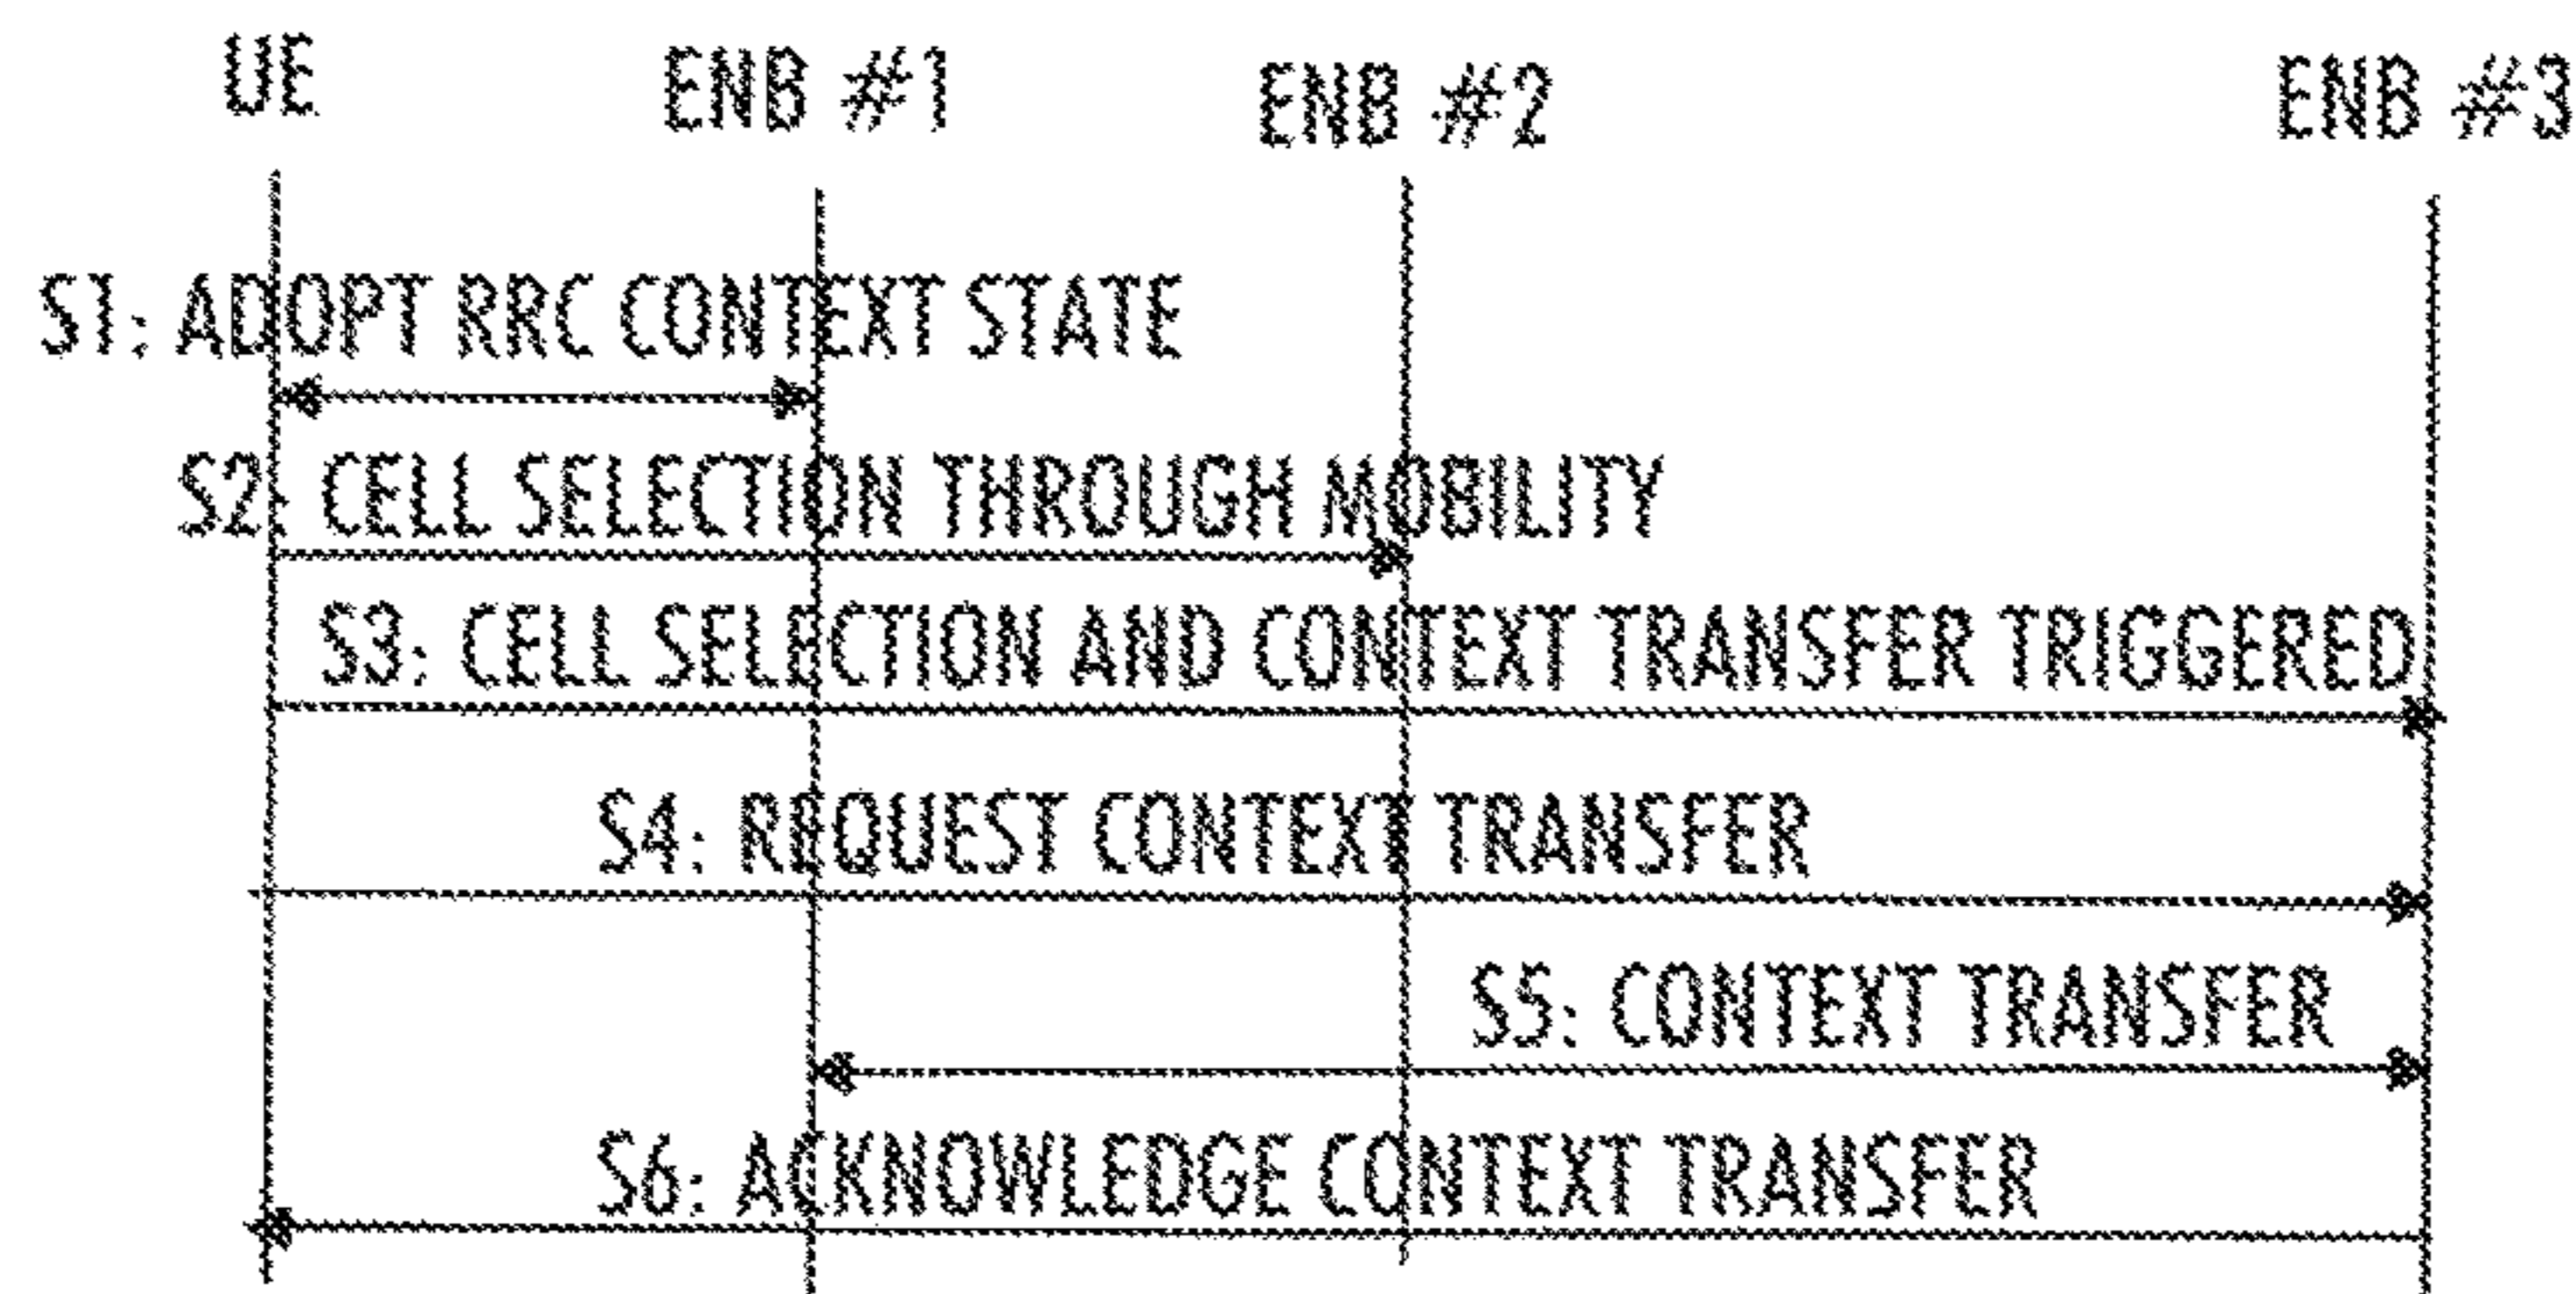 UE ENB #1 ENB #2 ENB #3
S1: ADOPT RRC CONTEXT STATE
S2: CELL SELECTION THROUGH MOBILITY
S3: CELL SELECTION AND CONTEXT TRANSFER TRIGGERED
S4: REQUEST CONTEXT TRANSFER
S5: CONTEXT TRANSFER
S6: ACKNOWLEDGE CONTEXT TRANSFER